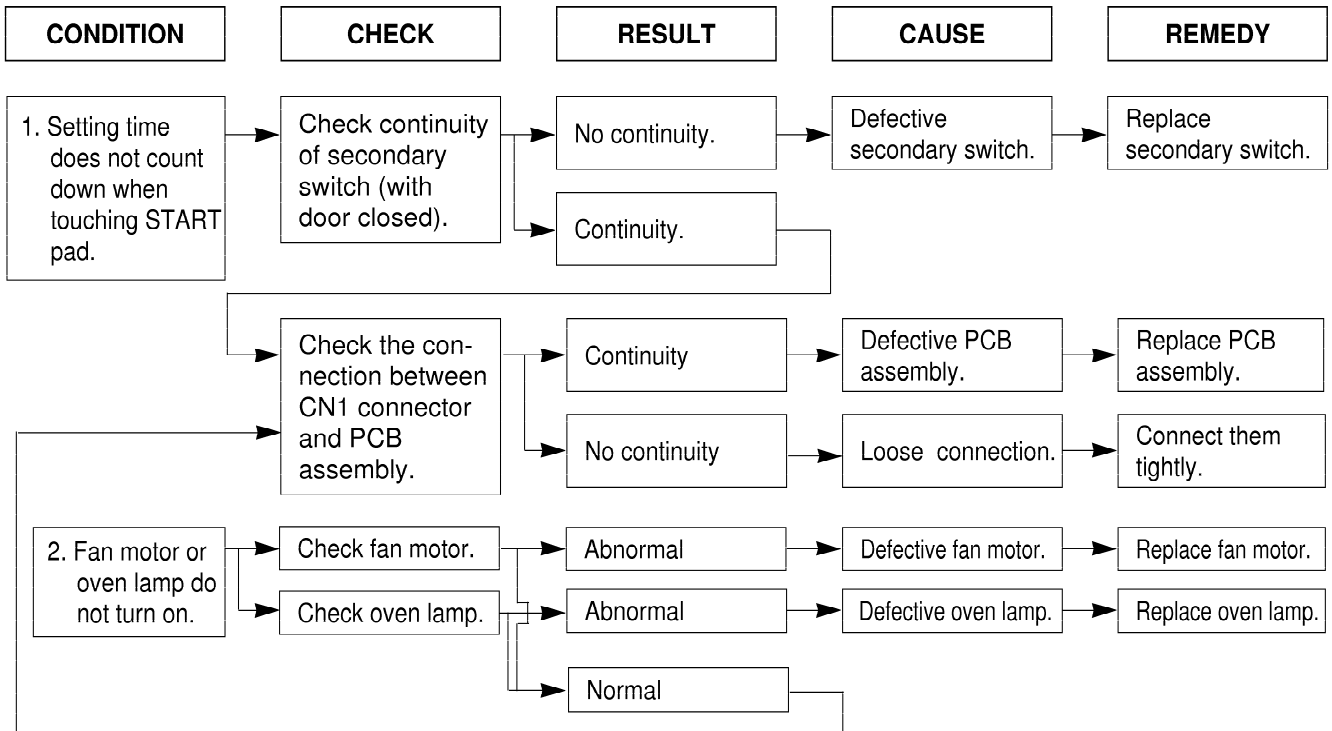 CONDITION
CHECK
RESULT
CAUSE
REMEDY
1. Setting time
does not count
down when
touching START
pad.
Check continuity
of secondary
switch (with
door closed).
No continuity.
Defective
secondary switch.
Replace
secondary switch.
Continuity.
Check the con-
nection between
CN1 connector
and PCB
assembly.
Continuity
Defective PCB
assembly.
Replace PCB
assembly.
No continuity
Loose connection.
Connect them
tightly.
2. Fan motor or
oven lamp do
not turn on.
Check fan motor.
Abnormal
Defective fan motor.
Replace fan motor.
Check oven lamp.
Abnormal
Defective oven lamp.
Replace oven lamp.
Normal